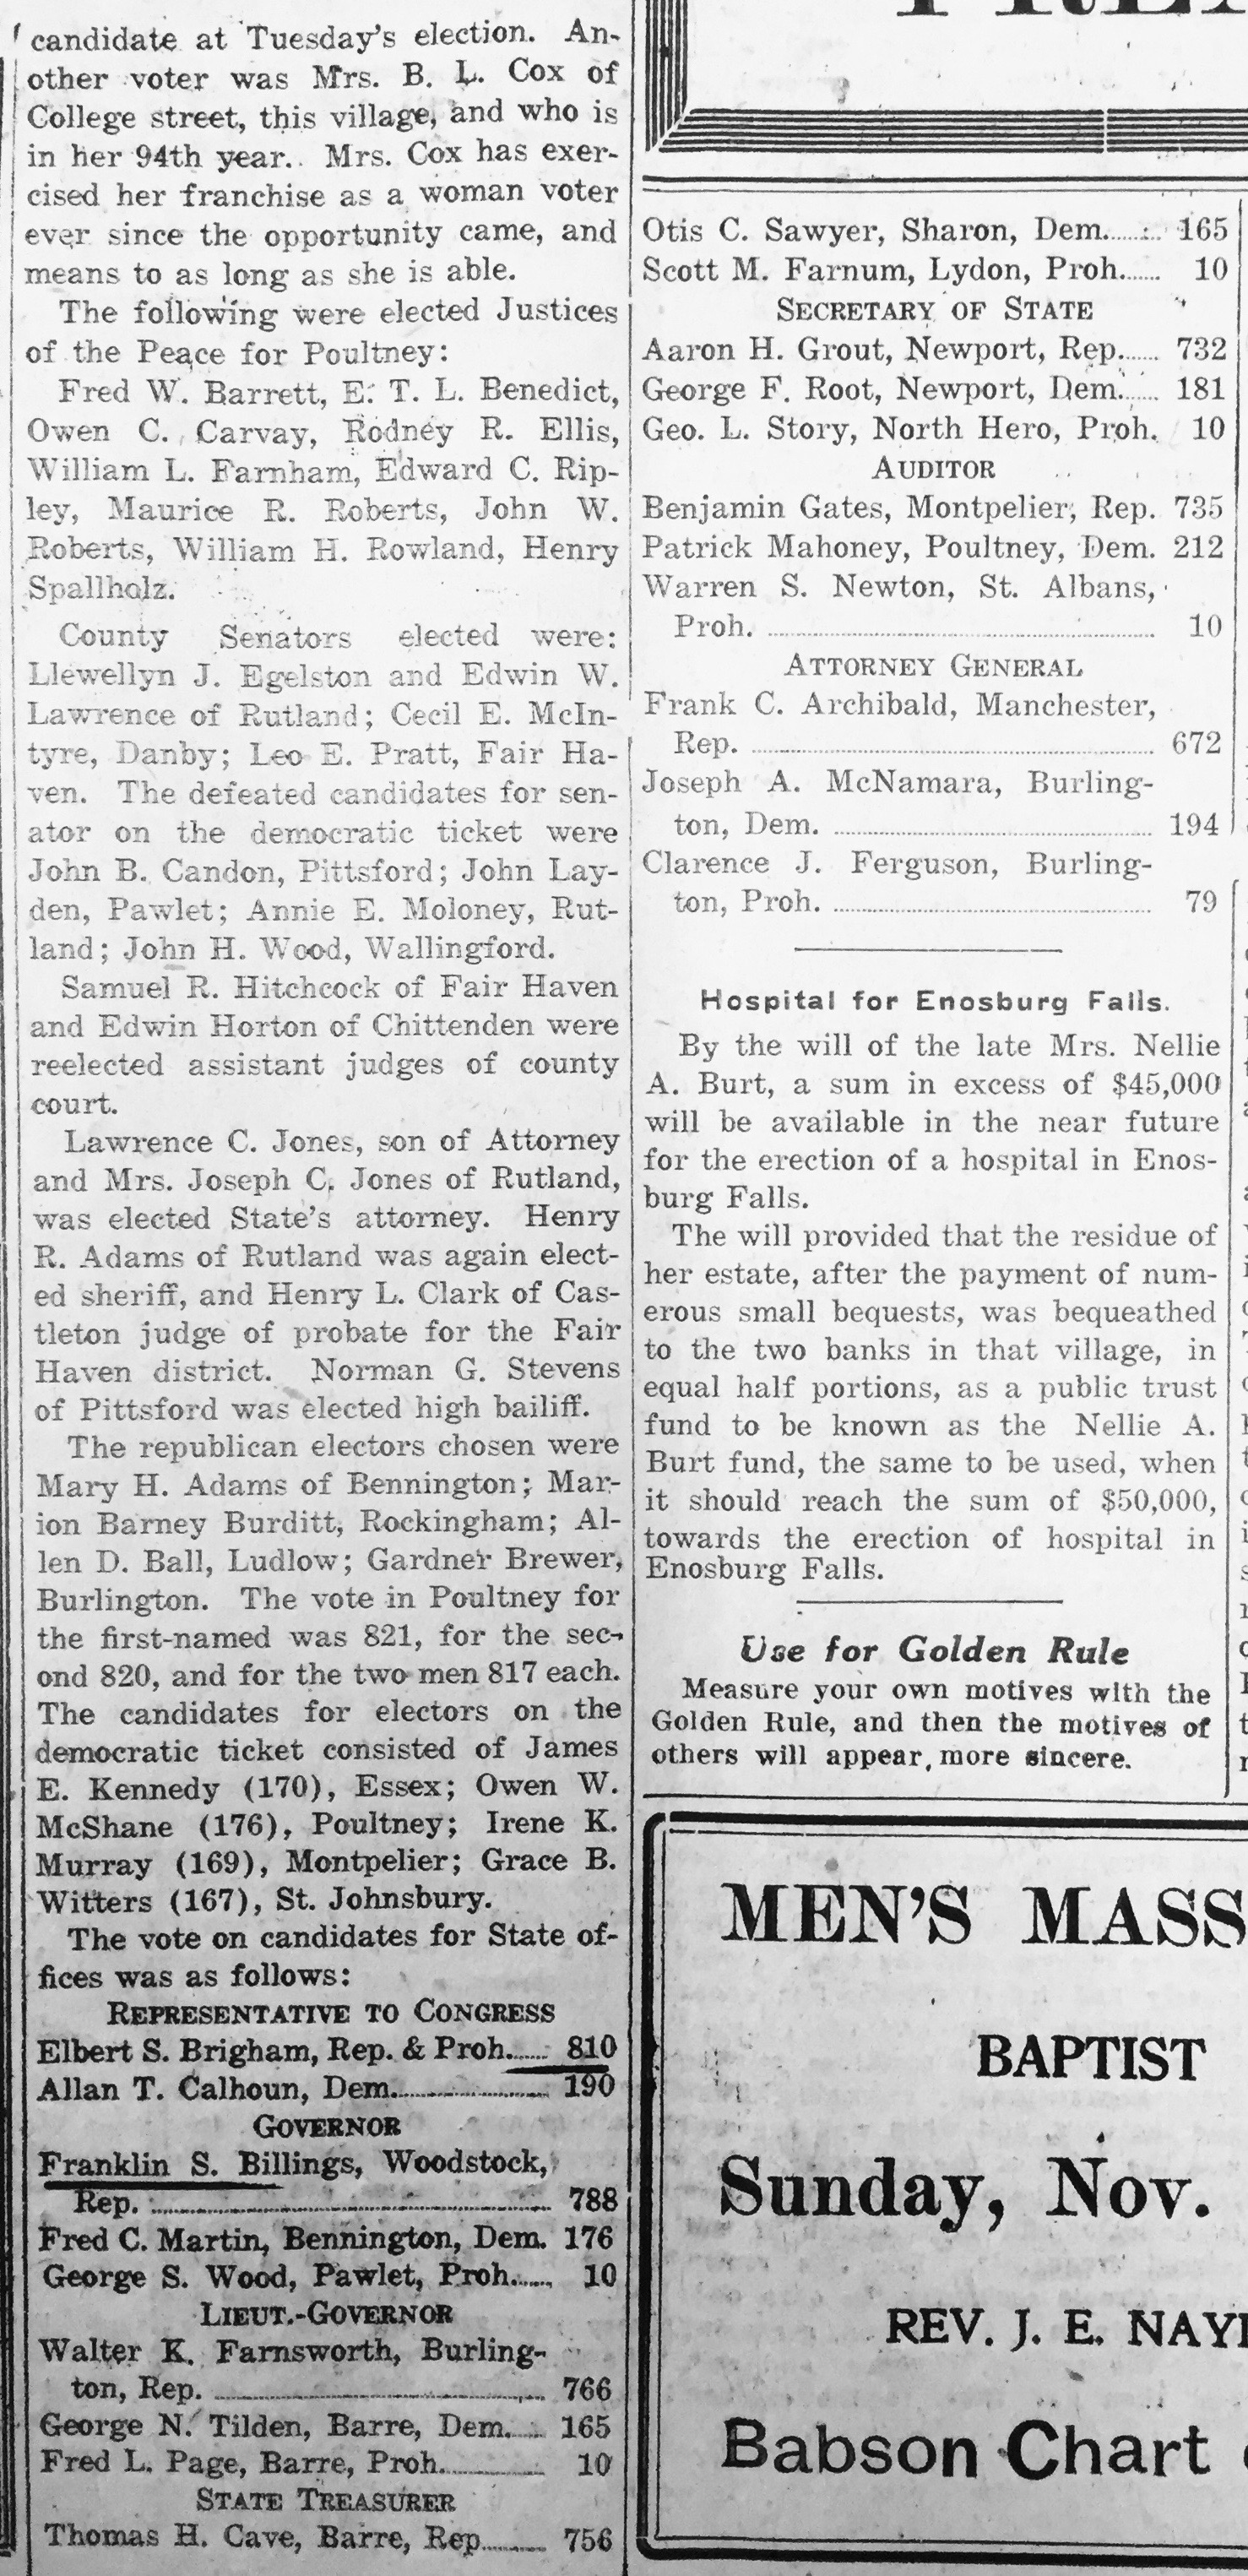 candidate at Tuesday's election. An-
other voter was Mrs. B. L. Cox of
College street, this village, and who is
in her 94th year. Mrs. Cox has exer-
cised her franchise as a woman voter
ever since the opportunity came, and
means to as long as she is able.
The following were elected Justices
of the Peace for Poultney:
Fred W. Barrett, E. T. L. Benedict,
Owen C. Carvay, Rodney R. Ellis,
William L. Farnham, Edward C. Rip-
ley, Maurice R. Roberts, John W.
Roberts, William H. Rowland, Henry
Spallholz.
County Senators elected were:
Llewellyn J. Egelston and Edwin W.
Lawrence of Rutland; Cecil E. McIn-
tyre, Danby; Leo E. Pratt, Fair Ha-
ven. The defeated candidates for sen-
ator on the democratic ticket were
John B. Candon, Pittsford; John Lay-
den, Pawlet; Annie E. Moloney, Rut-
land; John H. Wood, Wallingford.
Samuel R. Hitchcock of Fair Haven
and Edwin Horton of Chittenden were
reelected assistant judges of county
court.
Lawrence C. Jones, son of Attorney
and Mrs. Joseph C. Jones of Rutland,
was elected State's attorney. Henry
R. Adams of Rutland was again elect-
ed sheriff, and Henry L. Clark of Cas-
tleton judge of probate for the Fair
Haven district. Norman G. Stevens
of Pittsford was elected high bailiff.
The republican electors chosen were
Mary H. Adams of Bennington; Mar-
ion Barney Burditt, Rockingham; Al-
len D. Ball, Ludlow; Gardner Brewer,
Burlington. The vote in Poultney for
the first-named was 821, for the sec-
ond 820, and for the two men 817 each.
The candidates for electors on the
democratic ticket consisted of James
E. Kennedy (170), Essex; Owen W.
McShane (176), Poultney; Irene K.
Murray (169), Montpelier; Grace B.
Witters (167), St. Johnsbury.
The vote on candidates for State of-
fices was as follows:
REPRESENTATIVE TO CONGRESS
Elbert S. Brigham, Rep. & Proh. 810
Allan T. Calhoun, Dem. 190
GOVERNOR
Franklin S. Billings, Woodstock,
Rep. 788
Fred C. Martin, Bennington, Dem. 176
George S. Wood, Pawlet, Proh. 10
LIEUT.-GOVERNOR
Walter K. Farnsworth, Burling-
ton, Rep. 766
George N. Tilden, Barre, Dem. 165
Fred L. Page, Barre, Proh. 10
STATE TREASURER
Thomas H. Cave, Barre, Rep. 756
Otis C. Sawyer, Sharon, Dem. 165
Scott M. Farnum, Lydon, Proh. 10
SECRETARY OF STATE
Aaron H. Grout, Newport, Rep. 732
George F. Root, Newport, Dem. 181
Geo. L. Story, North Hero, Proh. 10
AUDITOR
Benjamin Gates, Montpelier, Rep. 735
Patrick Mahoney, Poultney, Dem. 212
Warren S. Newton, St. Albans,
Proh. 10
ATTORNEY GENERAL
Frank C. Archibald, Manchester,
Rep. 672
Joseph A. McNamara, Burling-
ton, Dem. 194
Clarence J. Ferguson, Burling-
ton, Proh. 79
Hospital for Enosburg Falls.
By the will of the late Mrs. Nellie
A. Burt, a sum in excess of $45,000
will be available in the near future
for the erection of a hospital in Enos-
burg Falls.
The will provided that the residue of
her estate, after the payment of num-
erous small bequests, was bequeathed
to the two banks in that village, in
equal half portions, as a public trust
fund to be known as the Nellie A.
Burt fund, the same to be used, when
it should reach the sum of $50,000,
towards the erection of hospital in
Enosburg Falls.
Use for Golden Rule
Measure your own motives with the
Golden Rule, and then the motives of
others will appear more sincere.
MEN'S MASS
BAPTIST
Sunday, Nov.
REV. J. E.
Babson Chart